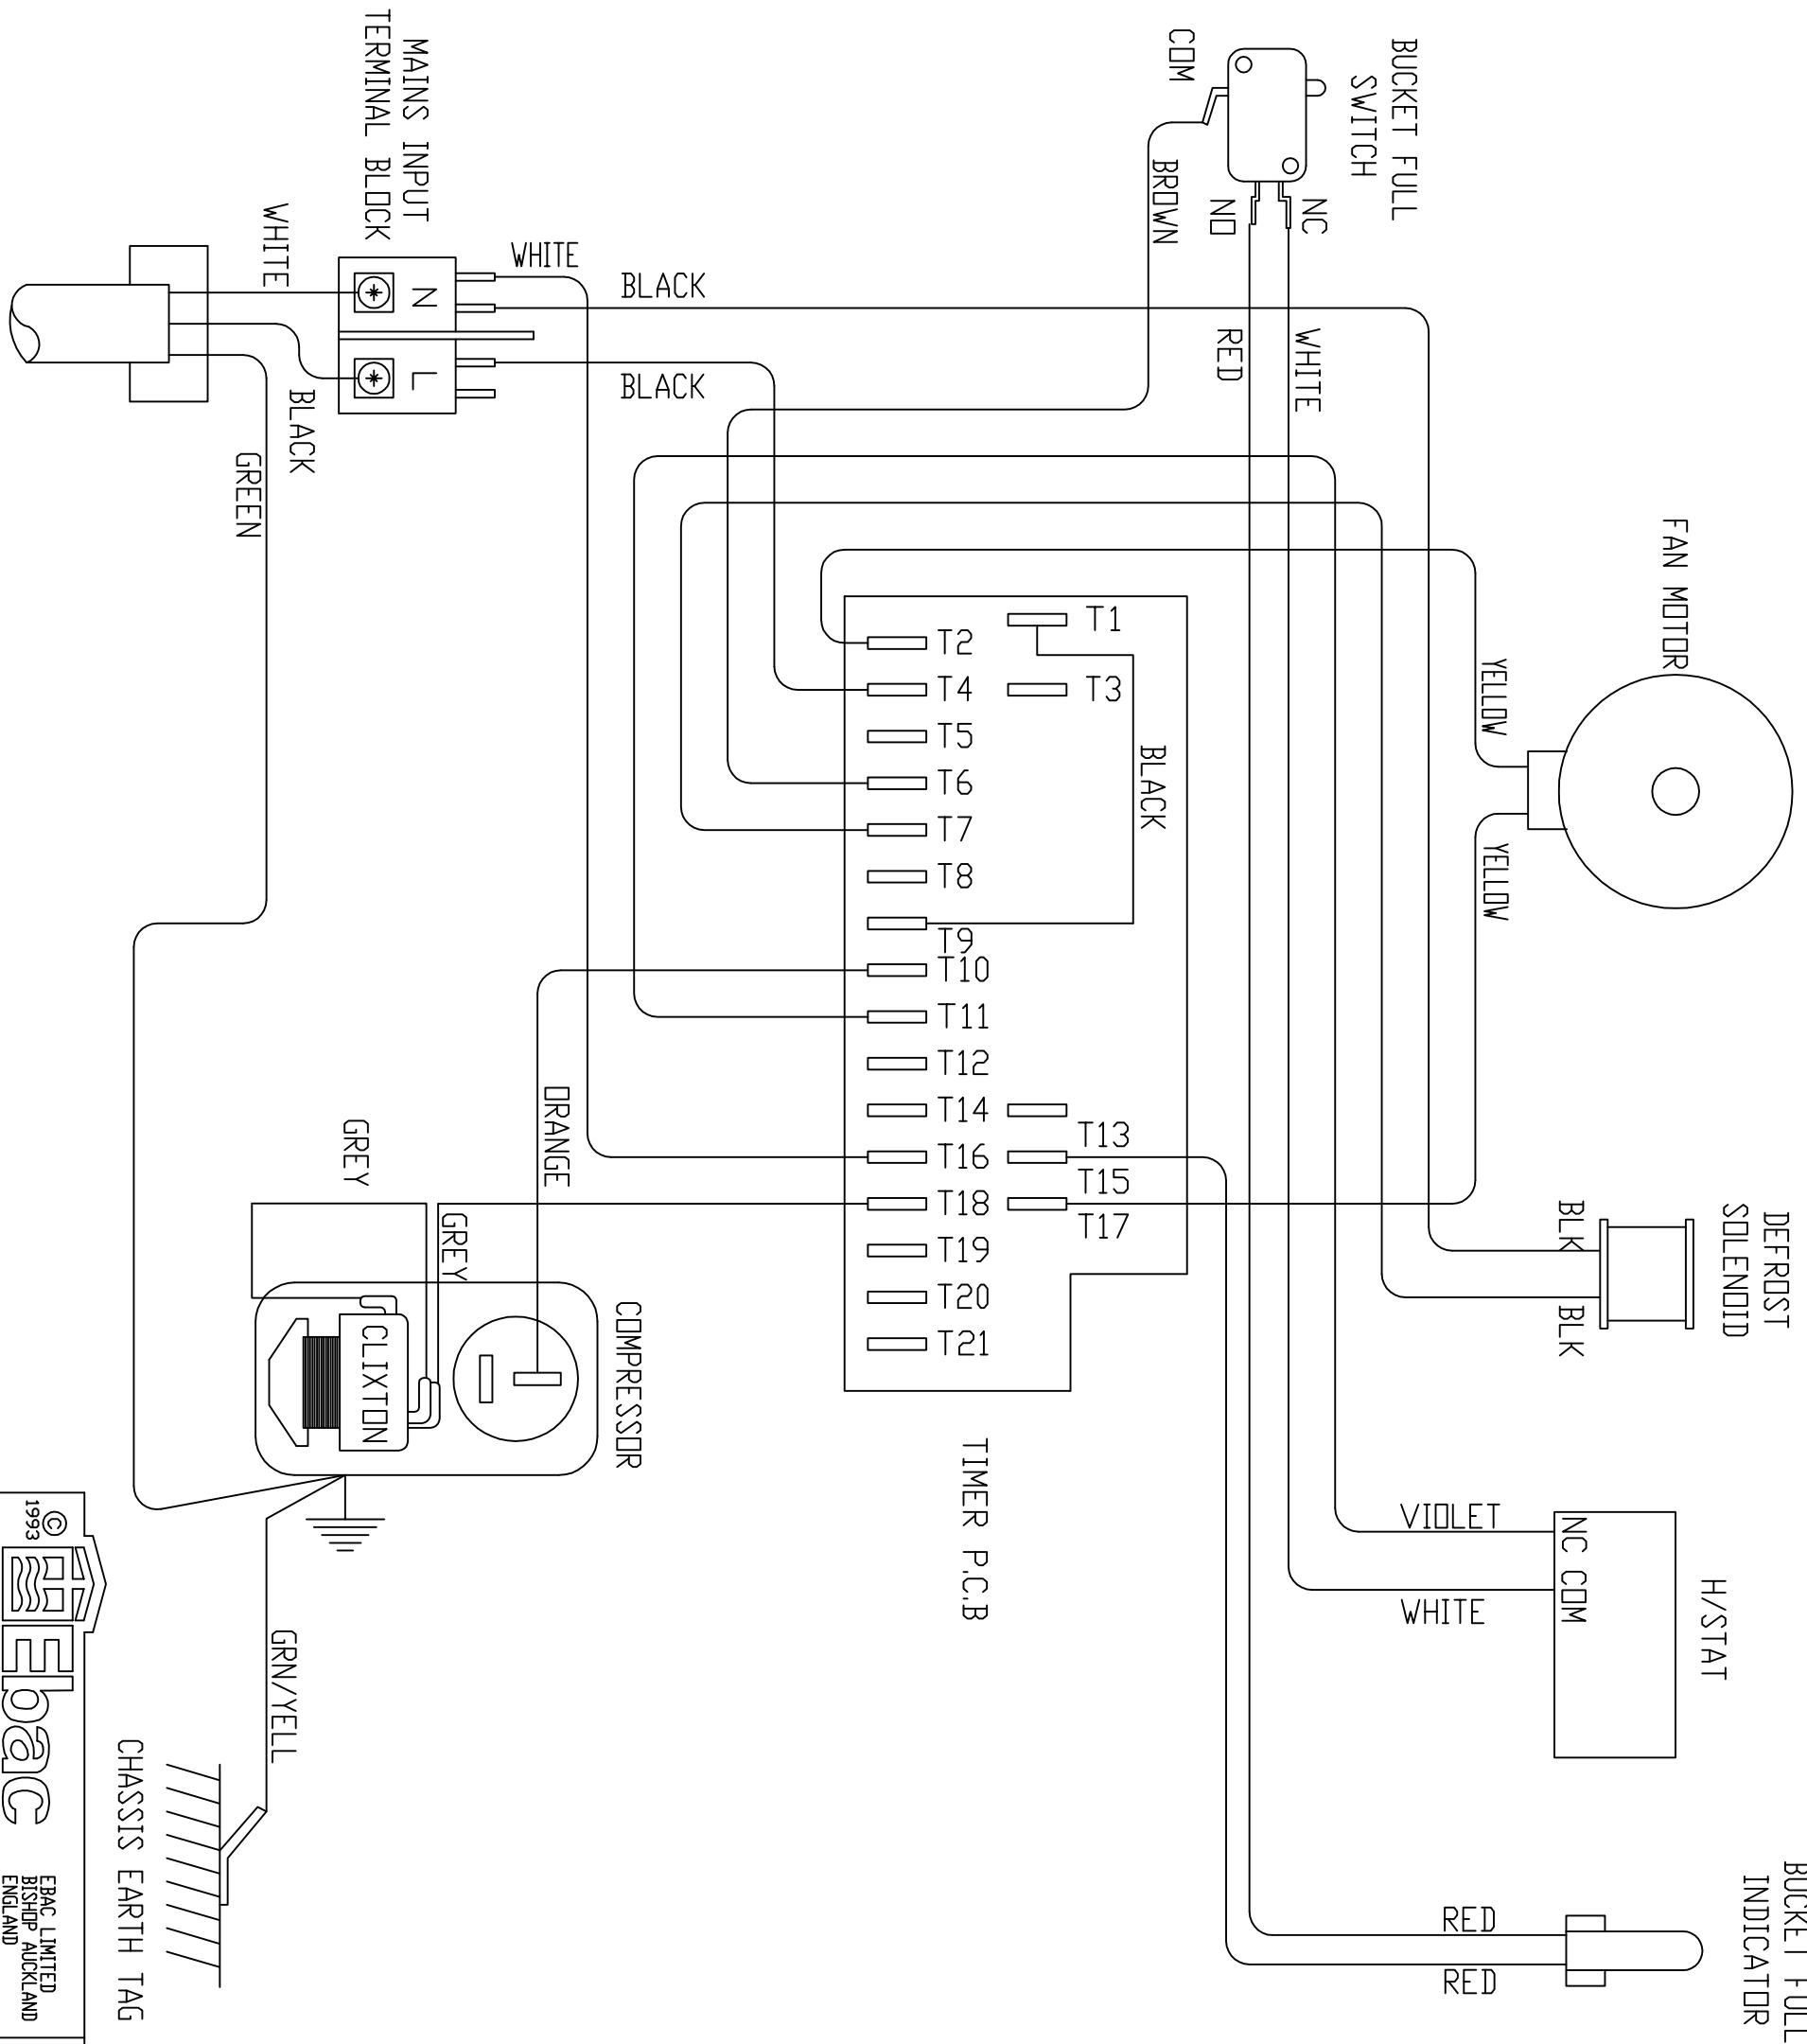 BUCKET FULL
SWITCH
COM
NC
NO
BROWN
RED
WHITE
MAINS INPUT
TERMINAL BLOCK
N
L
WHITE
BLACK
BLACK
WHITE
BLACK
GREEN
FAN MOTOR
YELLOW
YELLOW
T1
T2
T3
T4
T5
T6
T7
T8
T9
T10
T11
T12
T13
T14
T15
T16
T17
T18
T19
T20
T21
BLACK
TIMER P.C.B
DEFROST
SOLENOID
BLK
BLK
ORANGE
GREY
GREY
COMPRESSOR
CLIXTON
H/STAT
NC COM
VIOLET
WHITE
BUCKET FULL
INDICATOR
RED
RED
GRN/YELL
CHASSIS EARTH TAG
© 1993
Ebac
EBAC LIMITED
BISHOP AUCKLAND
ENGLAND